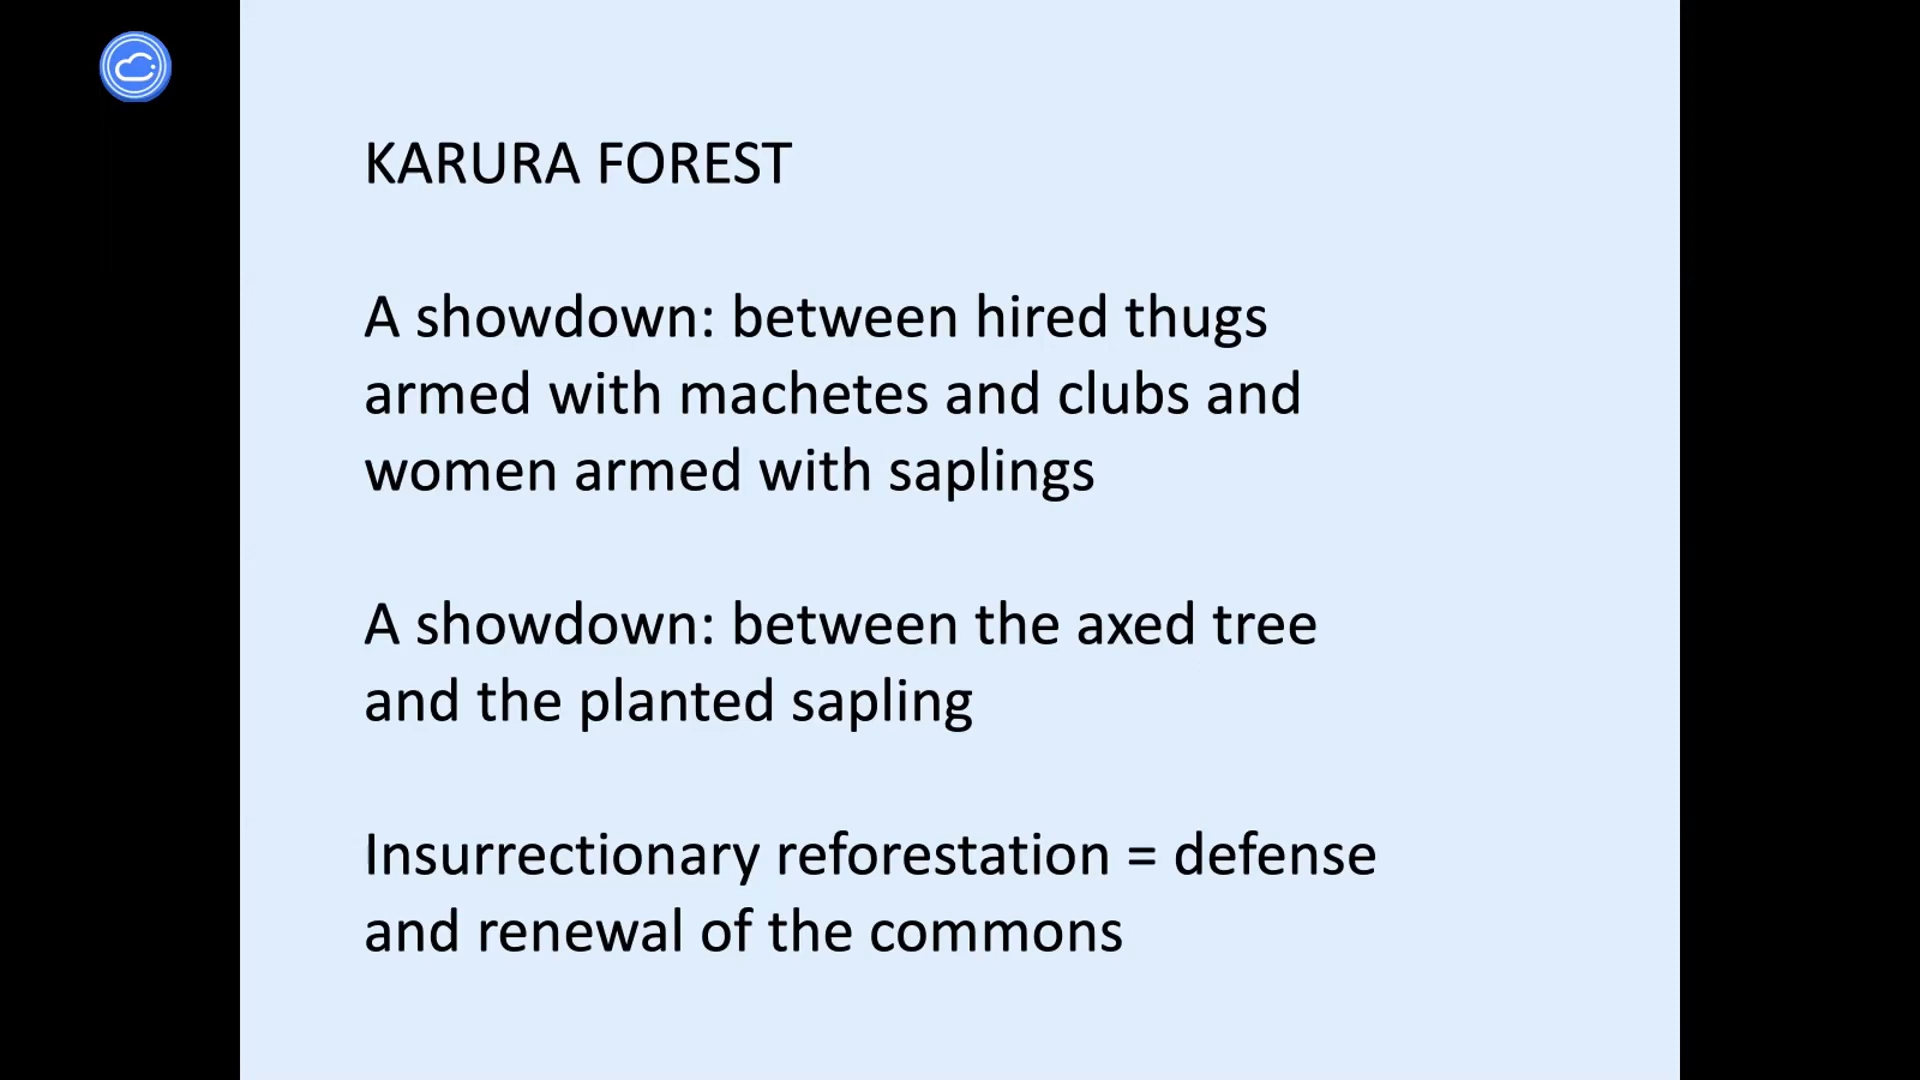 KARURA FOREST
A showdown: between hired thugs
armed with machetes and clubs and
women armed with saplings
A showdown: between the axed tree
and the planted sapling
Insurrectionary reforestation = defense
and renewal of the commons